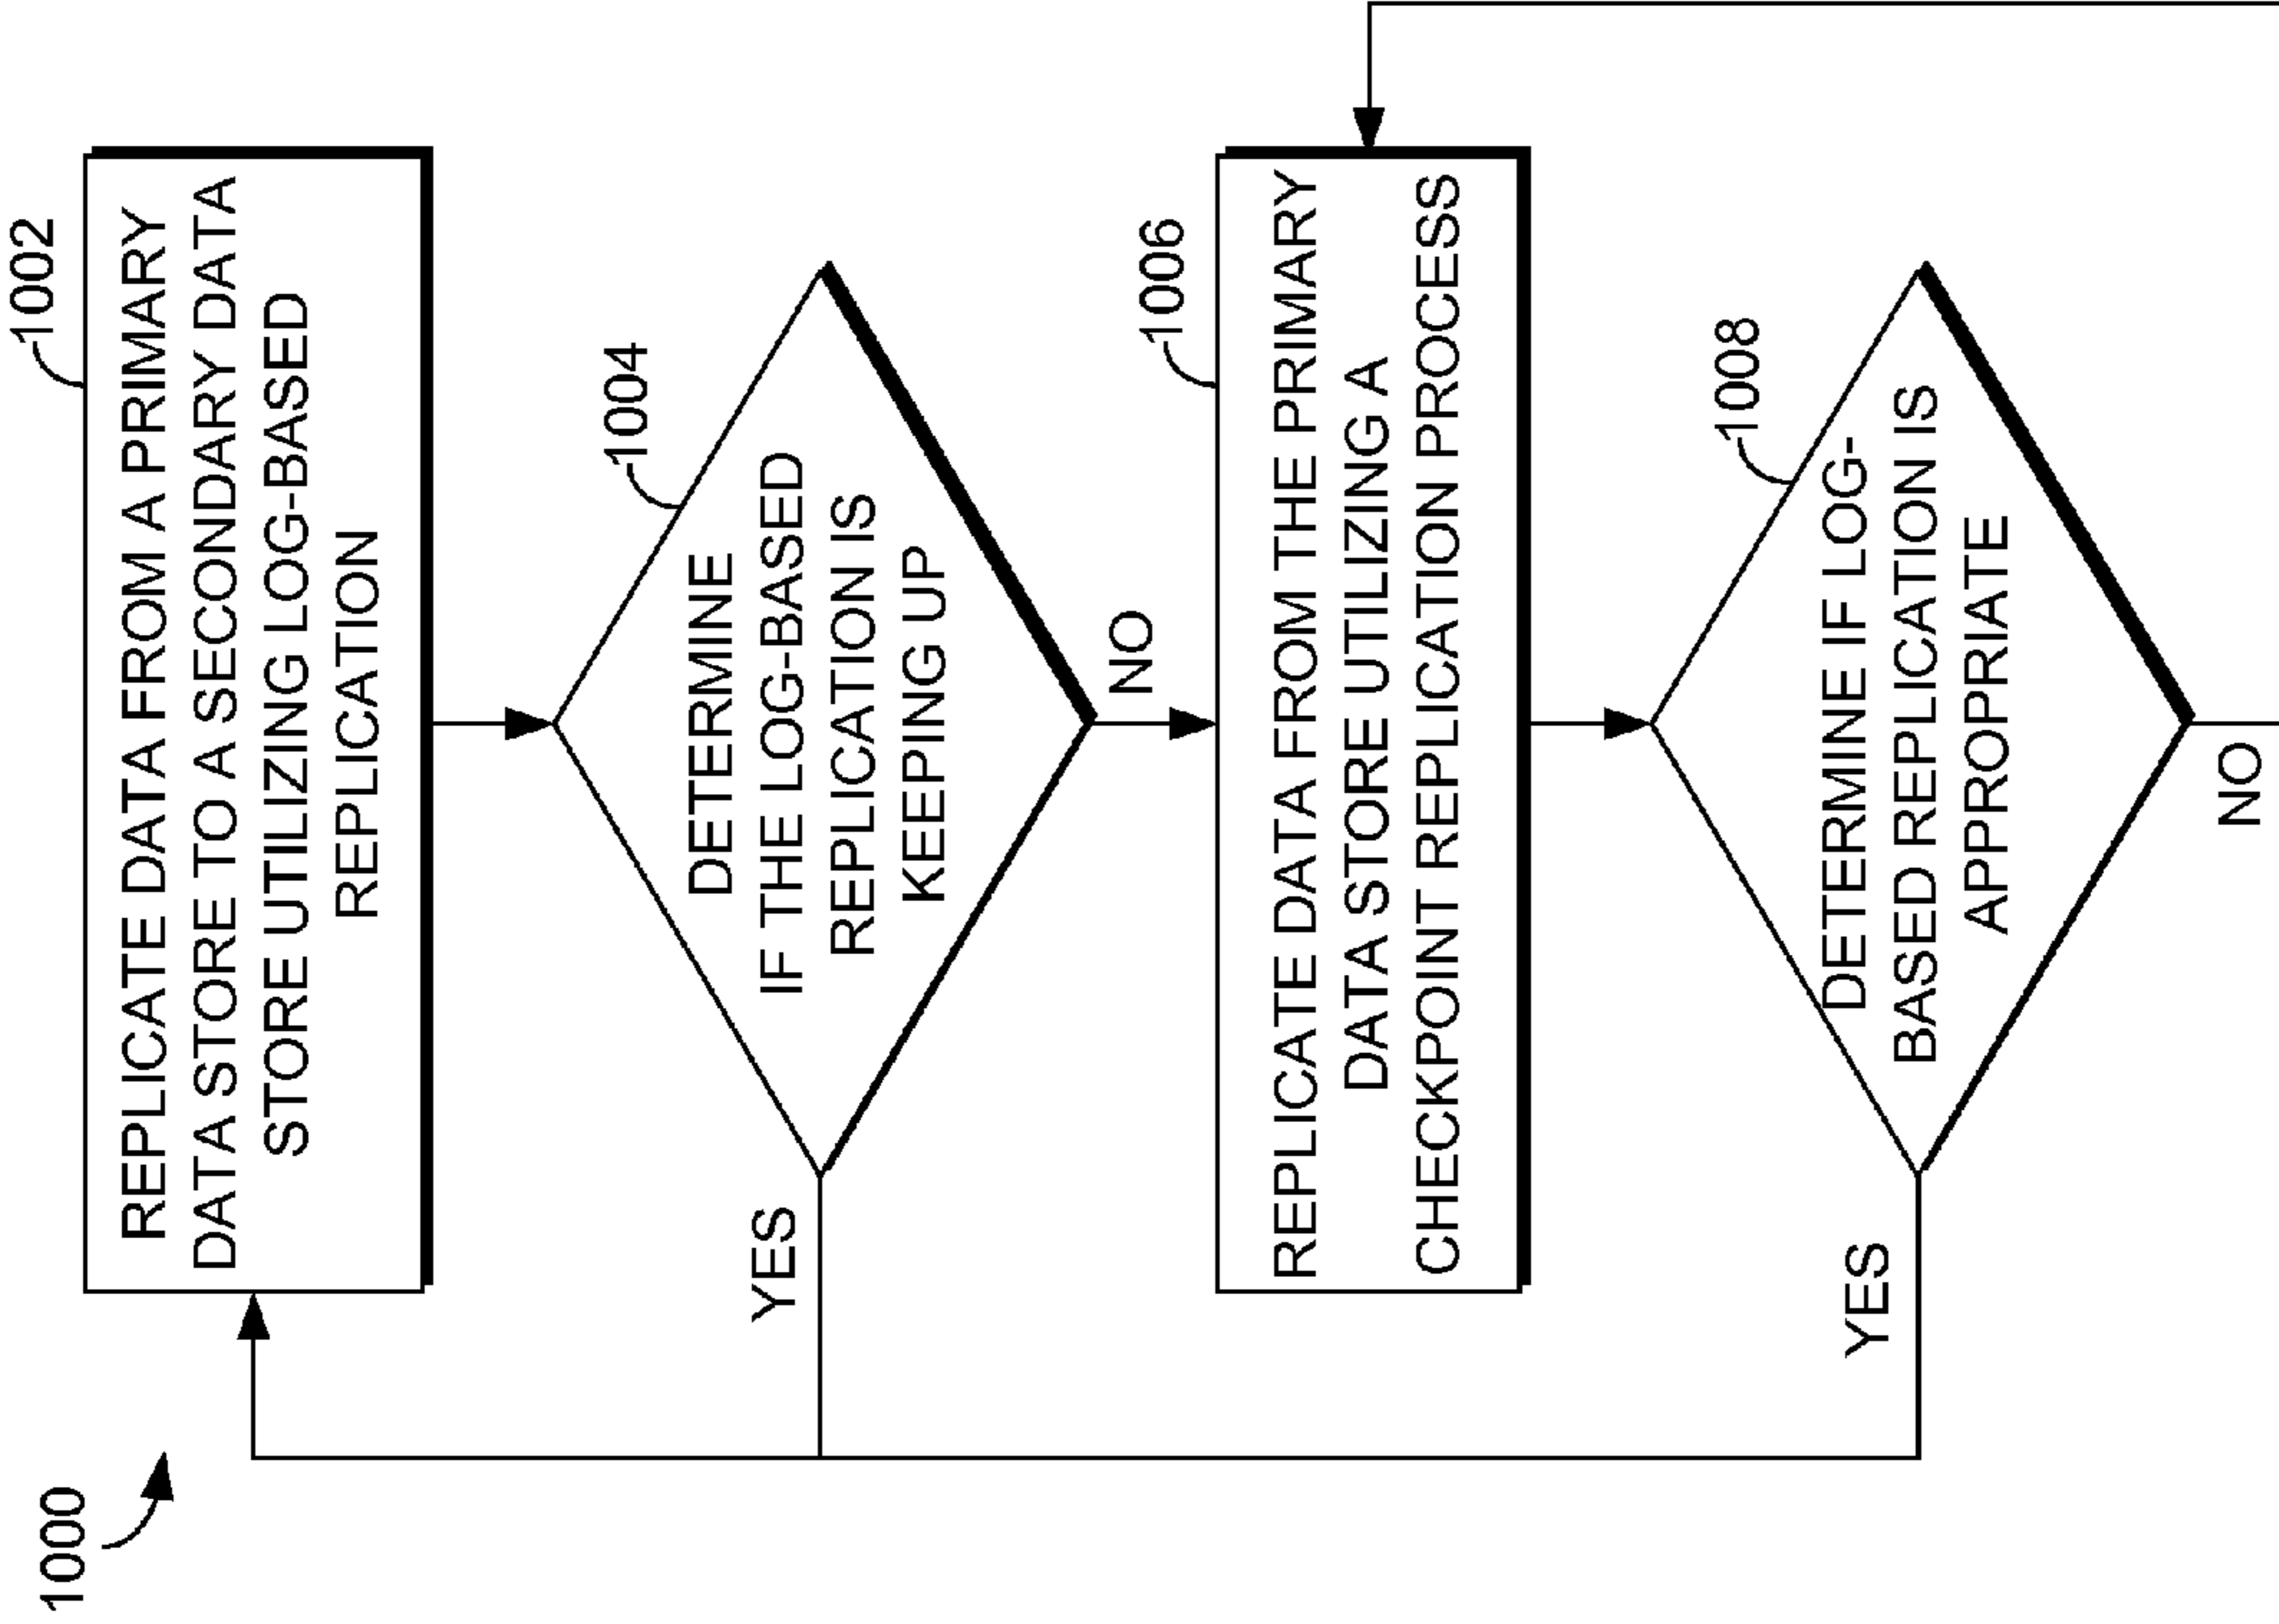 1000
1002
REPLICATE DATA FROM A PRIMARY
DATA STORE TO A SECONDARY DATA
STORE UTILIZING LOG-BASED
REPLICATION
1004
DETERMINE
IF THE LOG-BASED
REPLICATION IS
KEEPING UP
YES
NO
1006
REPLICATE DATA FROM THE PRIMARY
DATA STORE UTILIZING A
CHECKPOINT REPLICATION PROCESS
1008
DETERMINE IF LOG-
BASED REPLICATION IS
APPROPRIATE
YES
NO